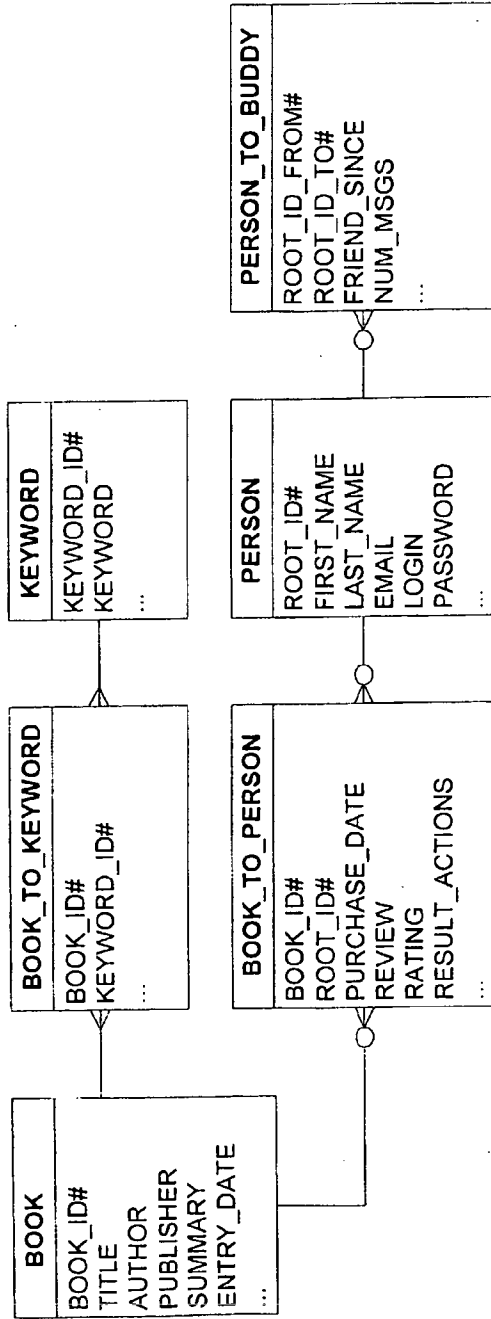 BOOK
BOOK_ID#
TITLE
AUTHOR
PUBLISHER
SUMMARY
ENTRY_DATE
...
BOOK_TO_KEYWORD
BOOK_ID#
KEYWORD_ID#
...
KEYWORD
KEYWORD_ID#
KEYWORD
...
BOOK_TO_PERSON
BOOK_ID#
ROOT_ID#
PURCHASE_DATE
REVIEW
RATING
RESULT_ACTIONS
...
PERSON
ROOT_ID#
FIRST_NAME
LAST_NAME
EMAIL
LOGIN
PASSWORD
...
PERSON_TO_BUDDY
ROOT_ID_FROM#
ROOT_ID_TO#
FRIEND_SINCE
NUM_MSGS
...